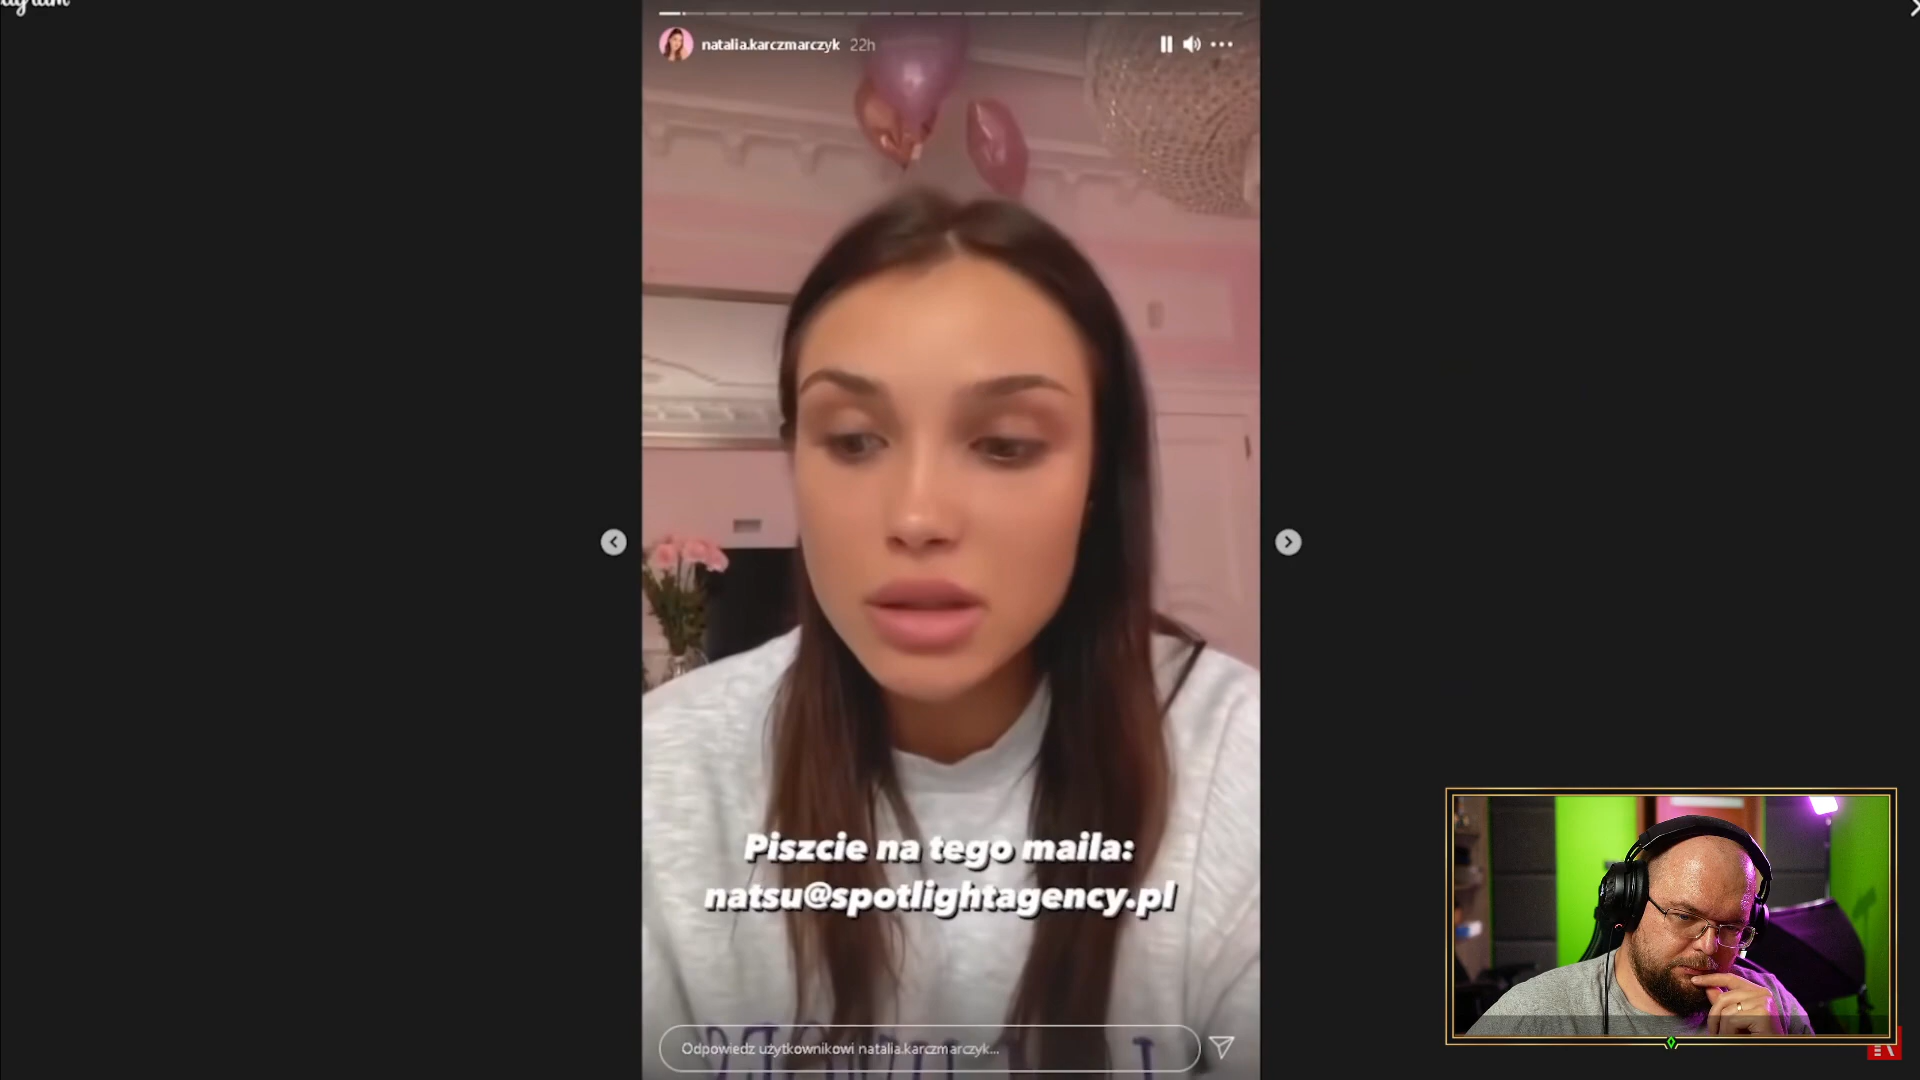 natalia.karczmarczyk 22h
Piszcie na tego maila:
natsu@spotlightagency.pl
Odpowiedz użytkownikowi natalia.karczmarczyk...